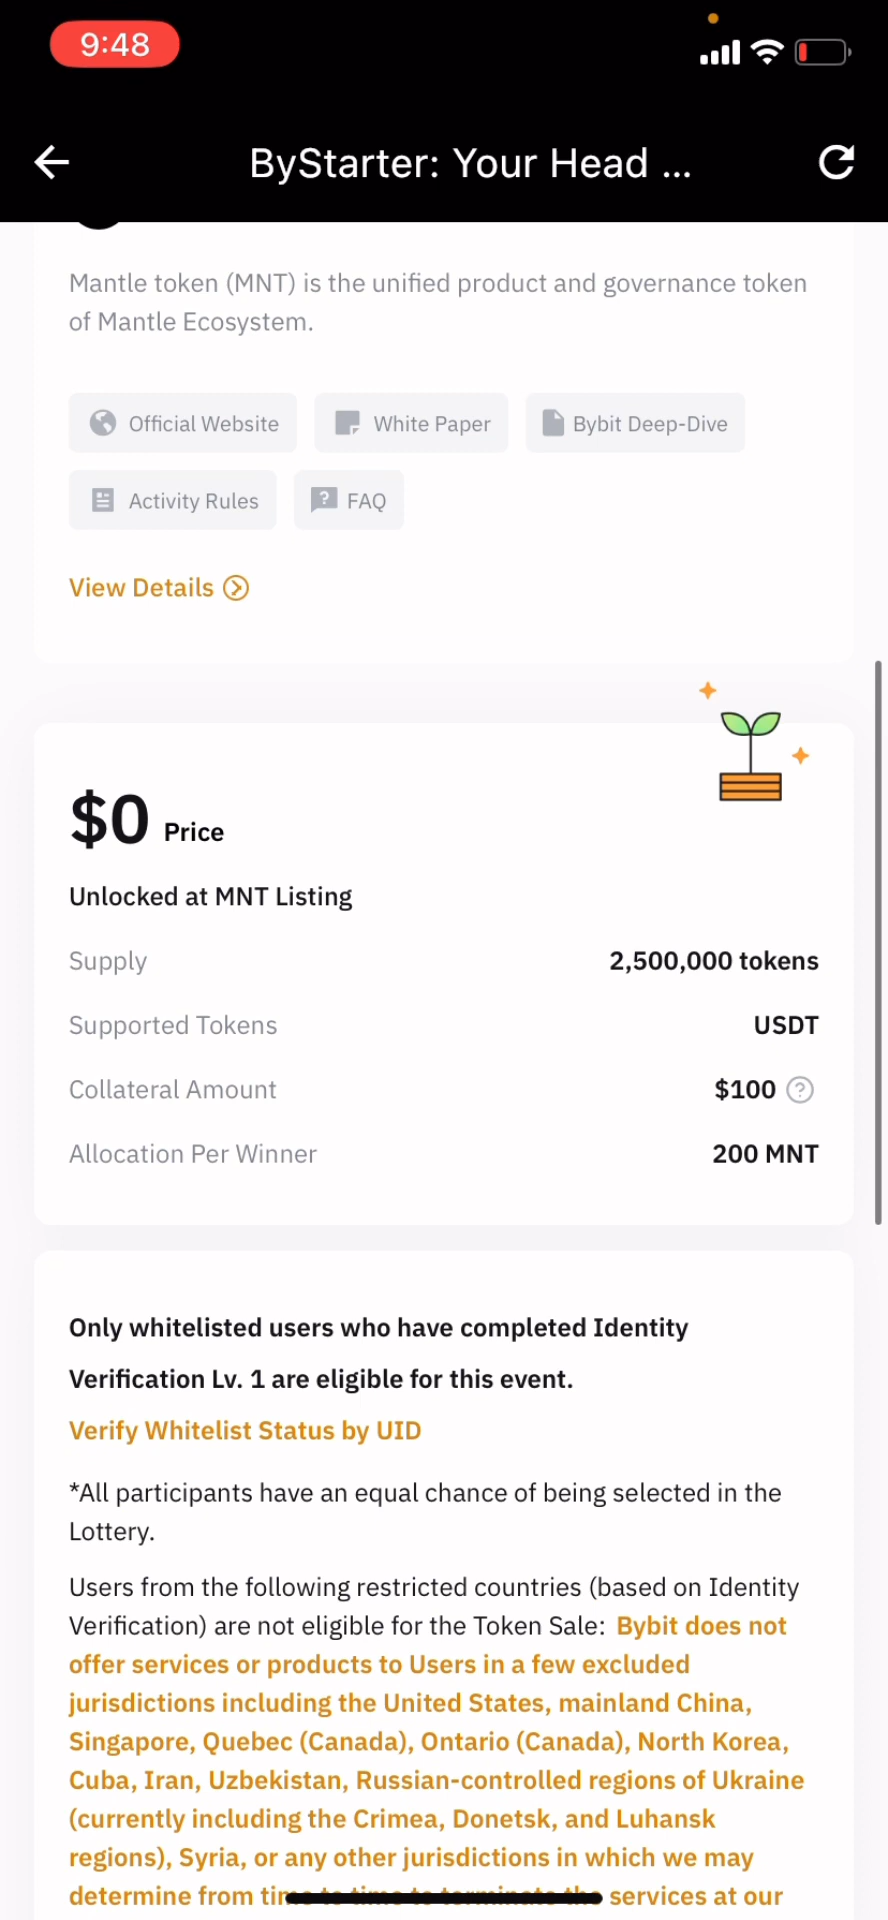 9:48
ByStarter: Your Head ...
Mantle token (MNT) is the unified product and governance token
of Mantle Ecosystem.
Official Website
White Paper
Bybit Deep-Dive
Activity Rules
FAQ
View Details
$0 Price
Unlocked at MNT Listing
Supply 2,500,000 tokens
Supported Tokens USDT
Collateral Amount $100
Allocation Per Winner 200 MNT
Only whitelisted users who have completed Identity
Verification Lv. 1 are eligible for this event.
Verify Whitelist Status by UID
*All participants have an equal chance of being selected in the
Lottery.
Users from the following restricted countries (based on Identity
Verification) are not eligible for the Token Sale: Bybit does not
offer services or products to Users in a few excluded
jurisdictions including the United States, mainland China,
Singapore, Quebec (Canada), Ontario (Canada), North Korea,
Cuba, Iran, Uzbekistan, Russian-controlled regions of Ukraine
(currently including the Crimea, Donetsk, and Luhansk
regions), Syria, or any other jurisdictions in which we may
determine from time to time to terminate the services at our